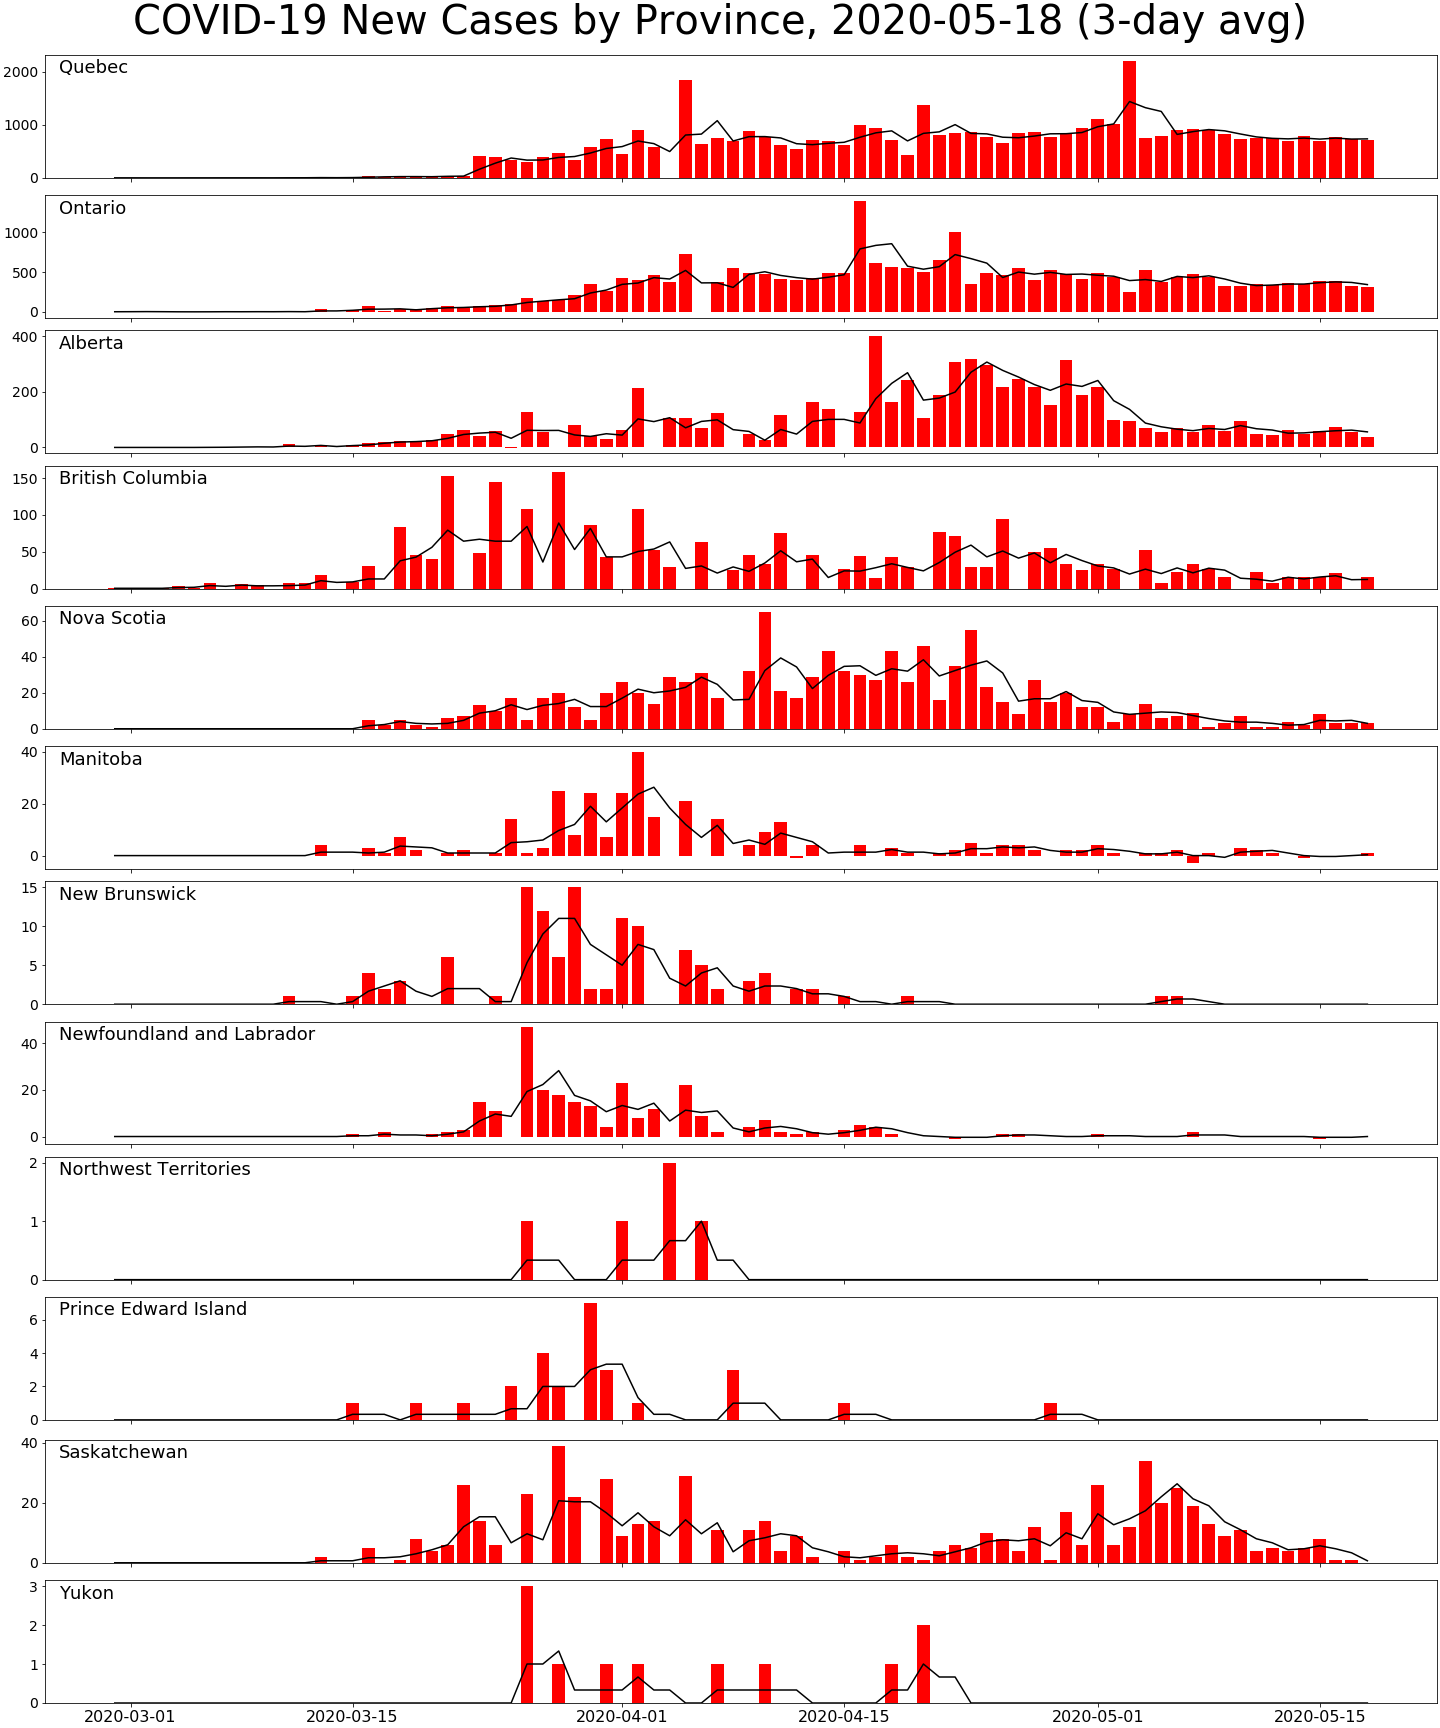 COVID-19 New Cases by Province, 2020-05-18 (3-day avg)
Quebec
2000
1000
0
Ontario
1000
500
0
Alberta
400
200
0
British Columbia
150
100
50
0
Nova Scotia
60
40
20
0
Manitoba
40
20
0
New Brunswick
15
10
5
0
Newfoundland and Labrador
40
20
0
Northwest Territories
2
1
0
Prince Edward Island
6
4
2
0
Saskatchewan
40
20
0
Yukon
3
2
1
0
2020-03-01 2020-03-15 2020-04-01 2020-04-15 2020-05-01 2020-05-15